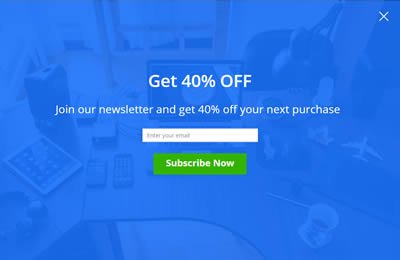 Get 40% OFF
Join our newsletter and get 40% off your next purchase
Enter your email
Subscribe Now